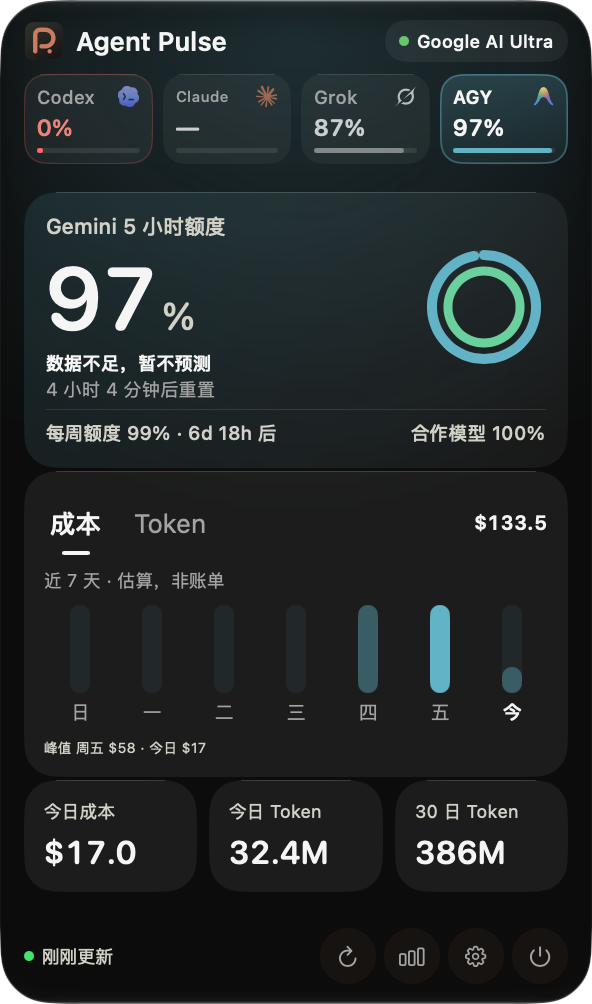 Agent Pulse
Google AI Ultra
Codex
0%
Claude
—
Grok
87%
AGY
97%
Gemini 5 小时额度
97 %
数据不足，暂不预测
4 小时 4 分钟后重置
每周额度 99% · 6d 18h 后
合作模型 100%
成本 Token
$133.5
近 7 天 · 估算，非账单
日 一 二 三 四 五 今
峰值 周五 $58 · 今日 $17
今日成本
$17.0
今日 Token
32.4M
30 日 Token
386M
刚刚更新